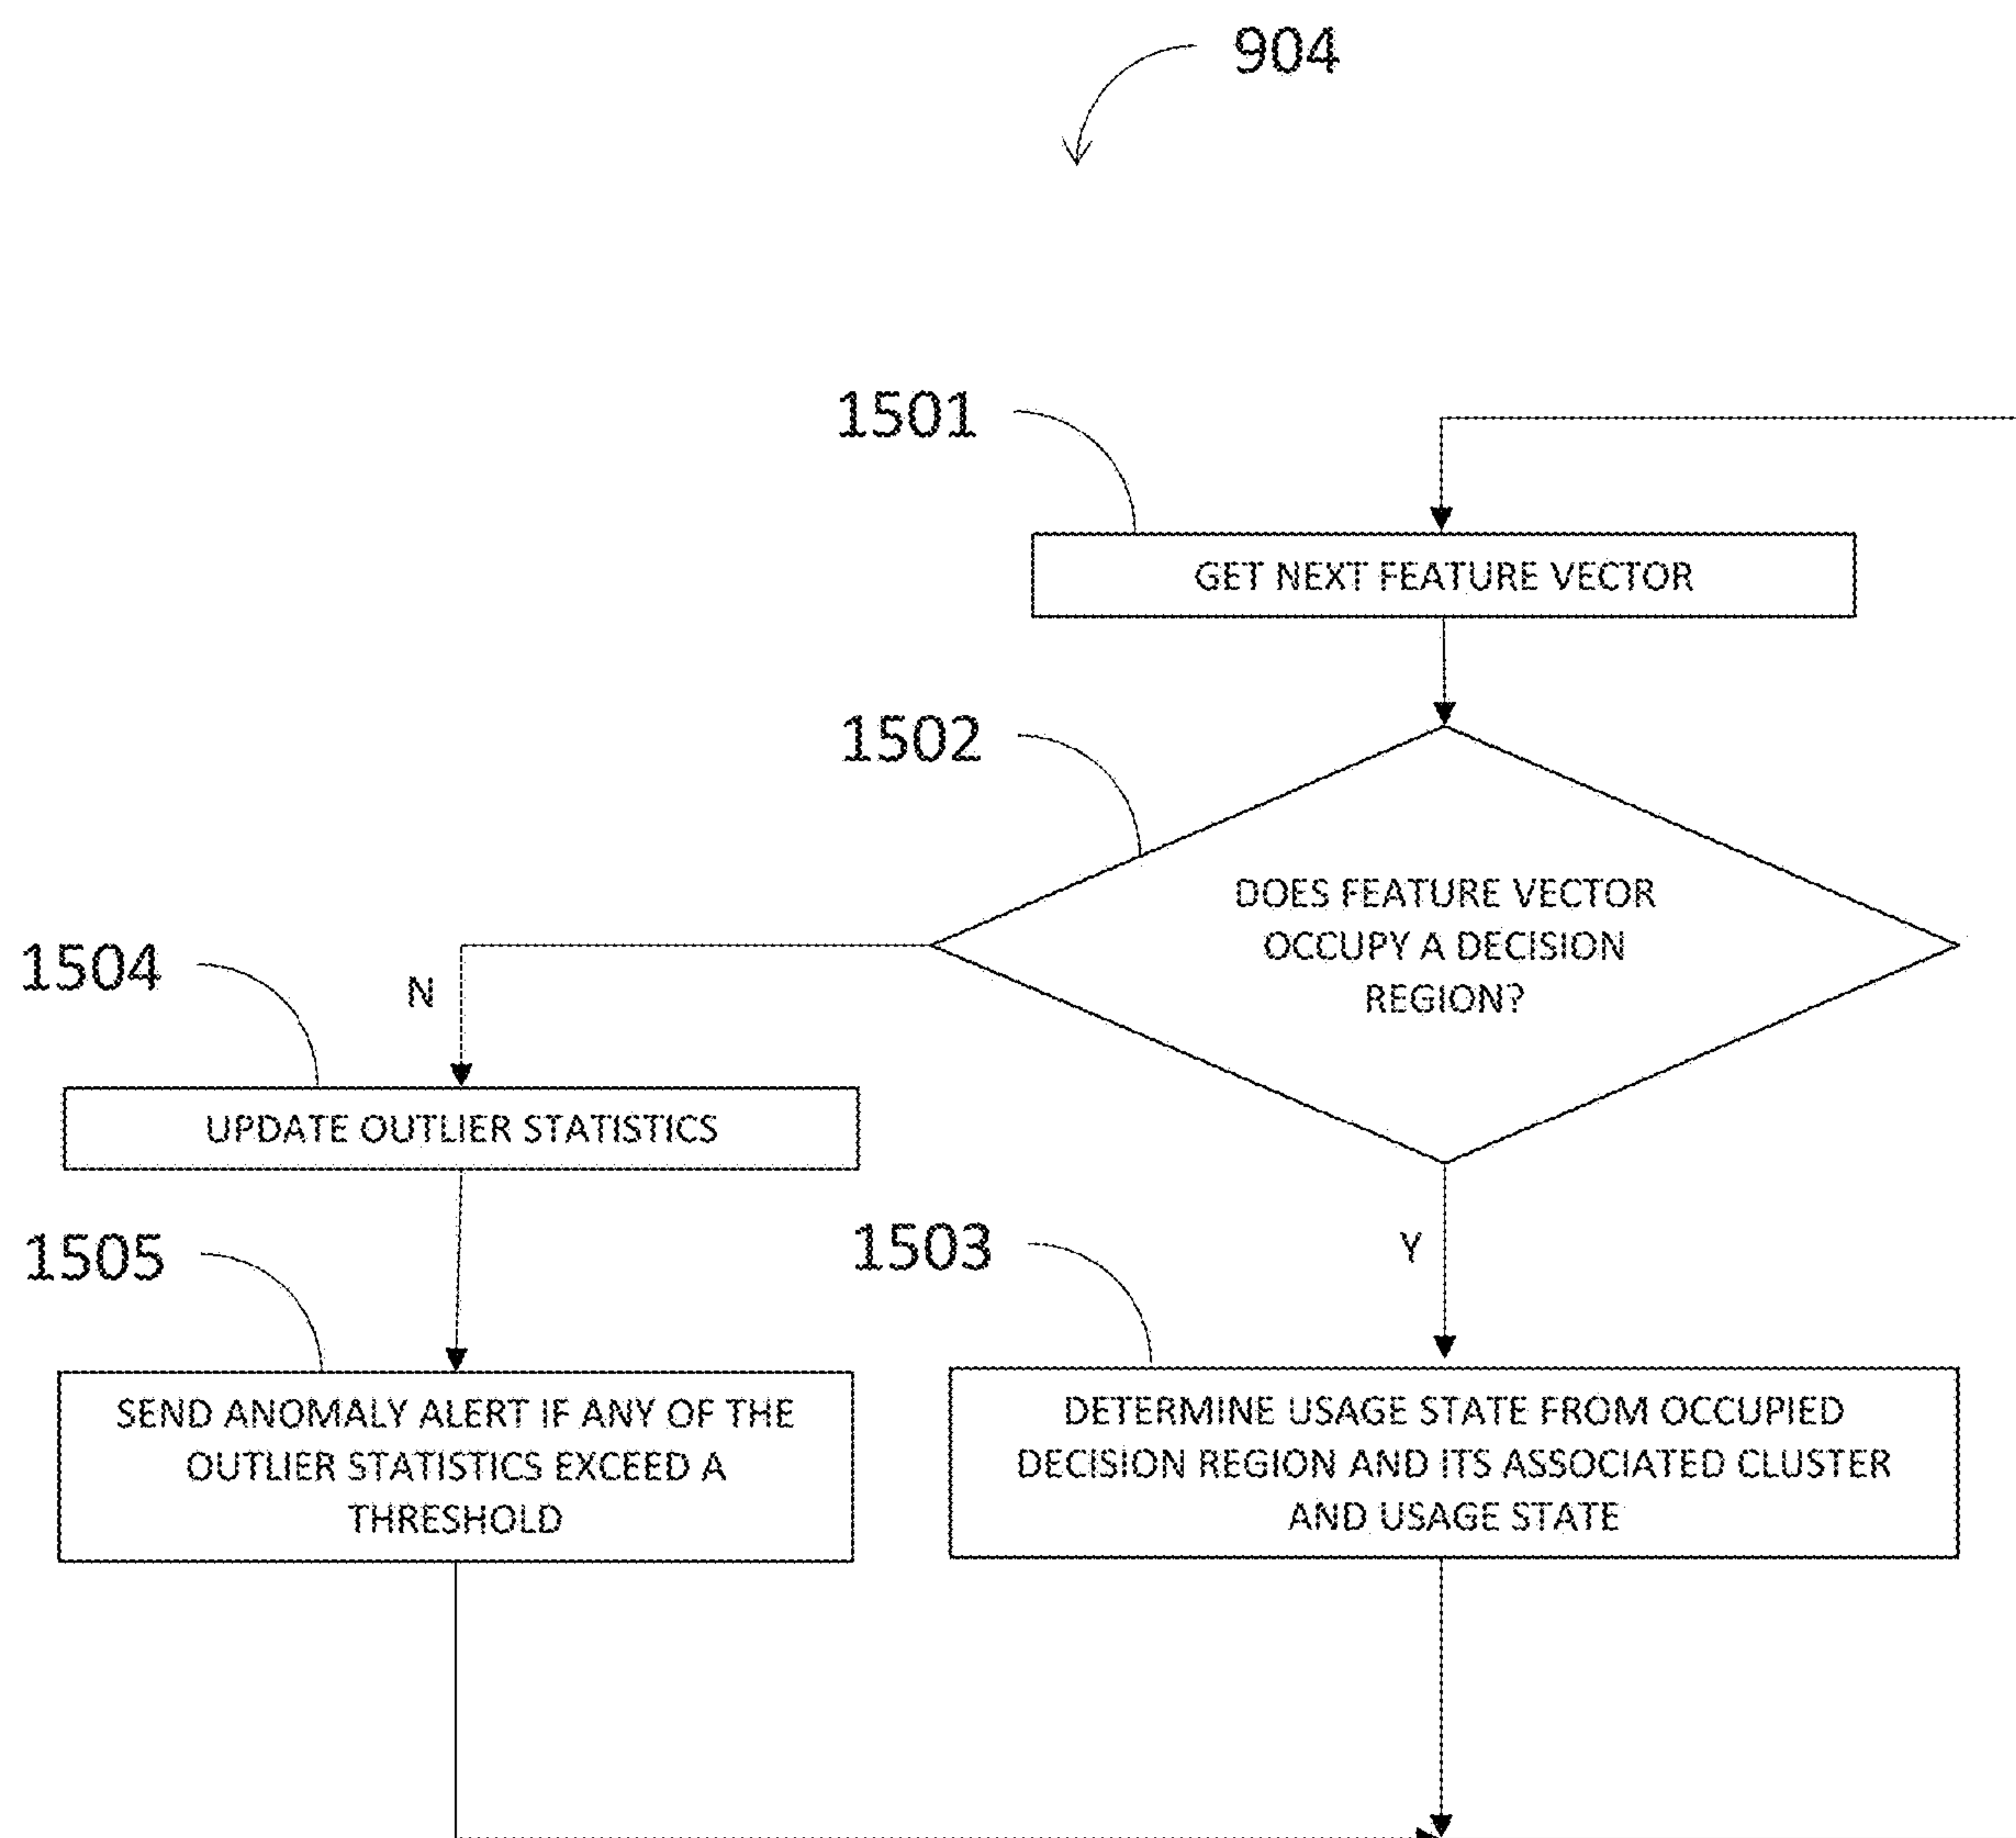 904
1501
GET NEXT FEATURE VECTOR
1502
DOES FEATURE VECTOR
OCCUPY A DECISION
REGION?
1504
N
UPDATE OUTLIER STATISTICS
1505
SEND ANOMALY ALERT IF ANY OF THE
OUTLIER STATISTICS EXCEED A
THRESHOLD
1503
Y
DETERMINE USAGE STATE FROM OCCUPIED
DECISION REGION AND ITS ASSOCIATED CLUSTER
AND USAGE STATE